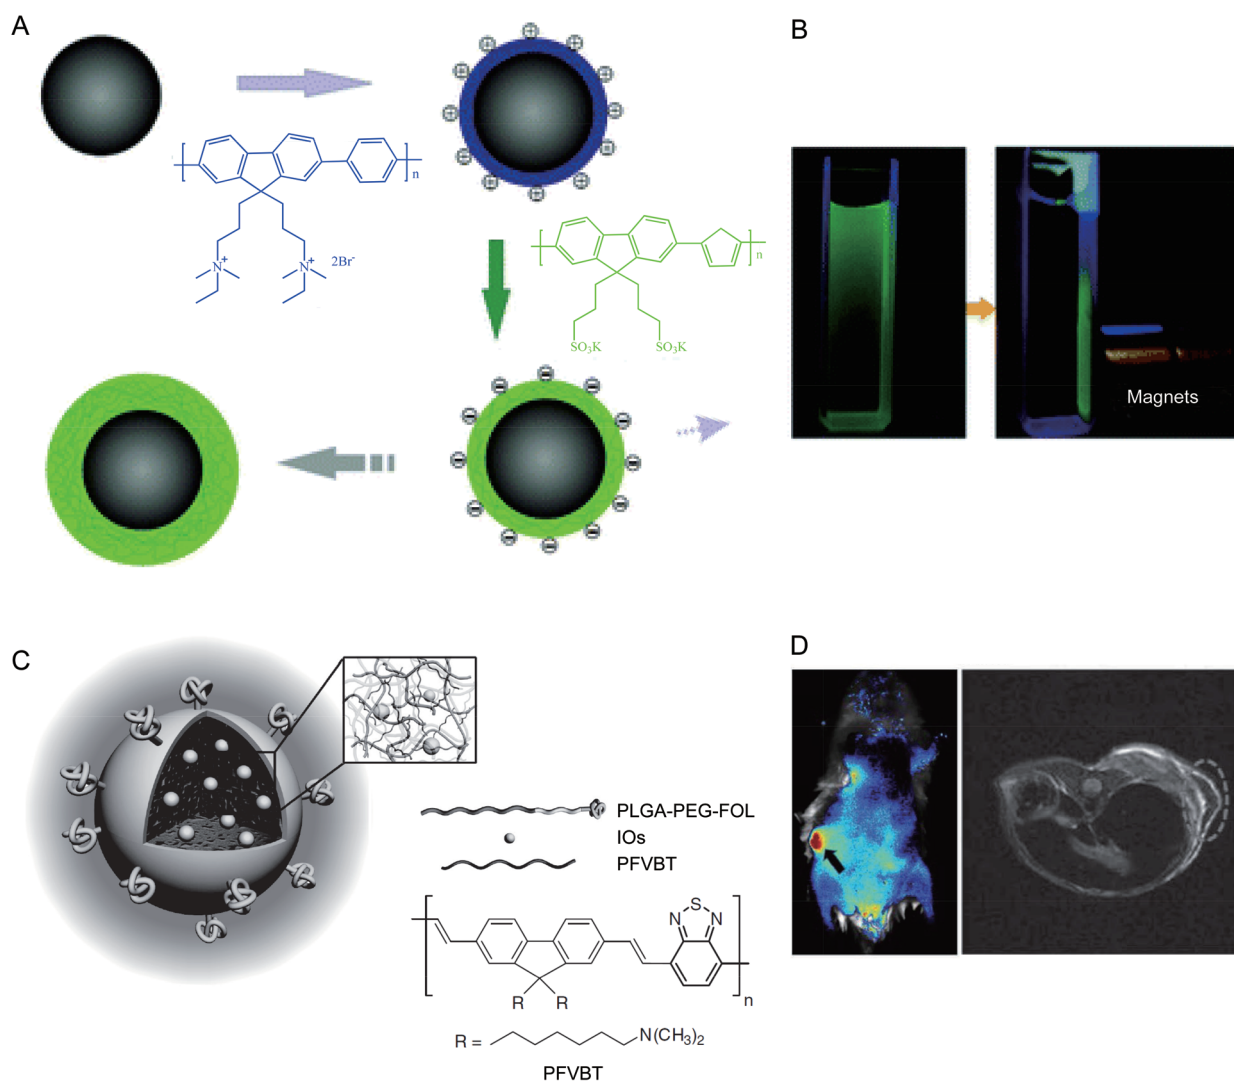 A
B
n
2Br-
N+
N+
n
SO3K
SO3K
Magnets
C
D
PLGA-PEG-FOL
IOs
PFVBT
S
N
N
n
R
R
R =
N(CH3)2
PFVBT